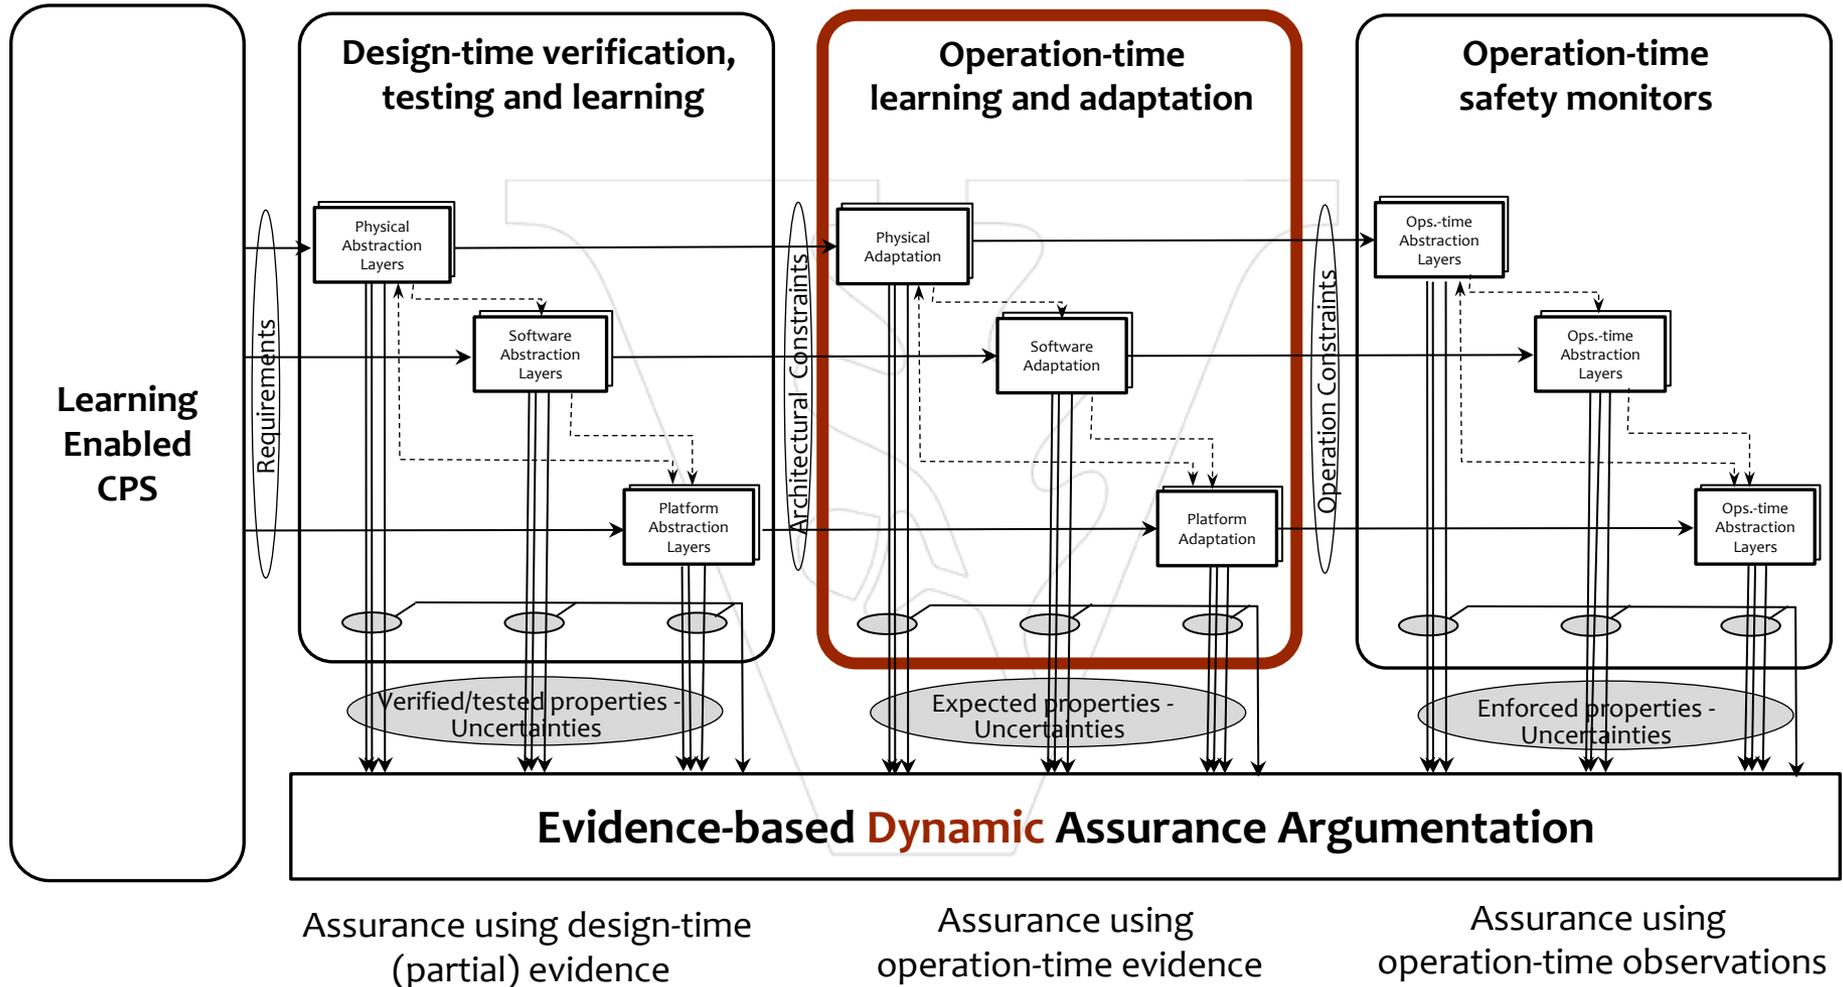 Learning
Enabled
CPS
Requirements
Design-time verification,
testing and learning
Physical
Abstraction
Layers
Software
Abstraction
Layers
Platform
Abstraction
Layers
Verified/tested properties -
Uncertainties
Architectural Constraints
Operation-time
learning and adaptation
Physical
Adaptation
Software
Adaptation
Platform
Adaptation
Expected properties -
Uncertainties
Operation Constraints
Operation-time
safety monitors
Ops.-time
Abstraction
Layers
Ops.-time
Abstraction
Layers
Ops.-time
Abstraction
Layers
Enforced properties -
Uncertainties
Evidence-based Dynamic Assurance Argumentation
Assurance using design-time
(partial) evidence
Assurance using
operation-time evidence
Assurance using
operation-time observations